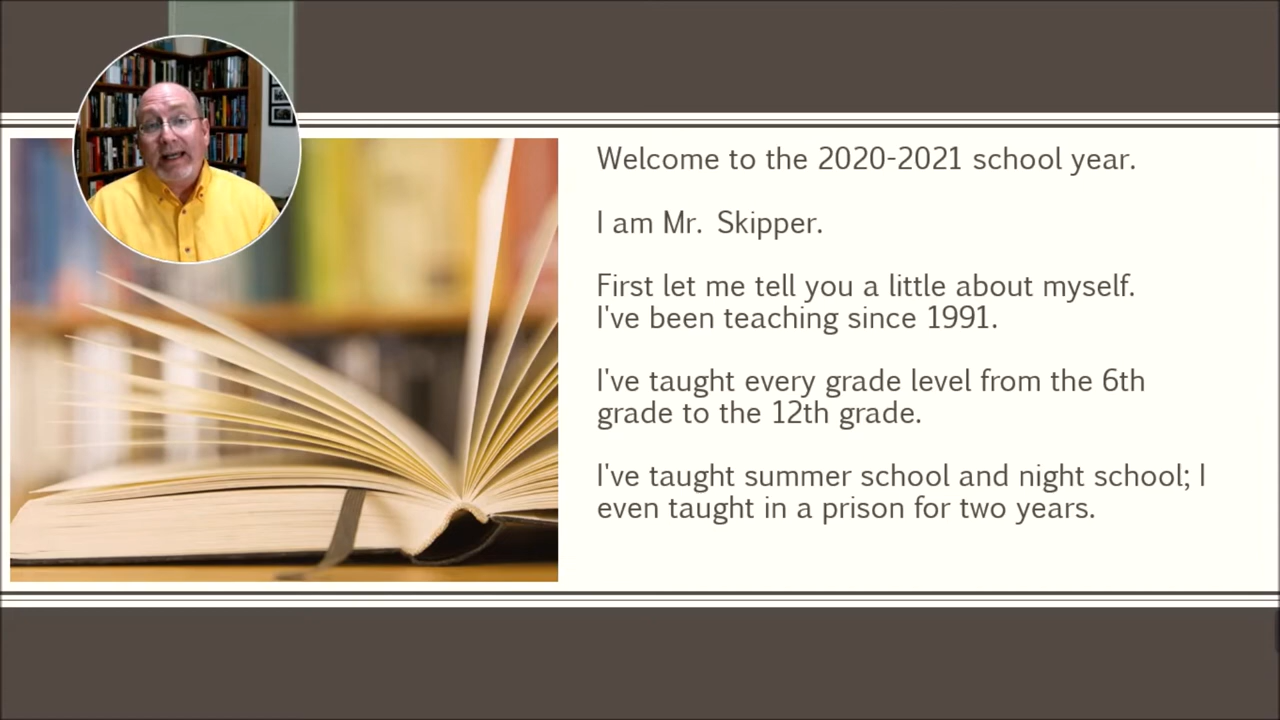 Welcome to the 2020-2021 school year.
I am Mr. Skipper.
First let me tell you a little about myself.
I've been teaching since 1991.
I've taught every grade level from the 6th
grade to the 12th grade.
I've taught summer school and night school; I
even taught in a prison for two years.